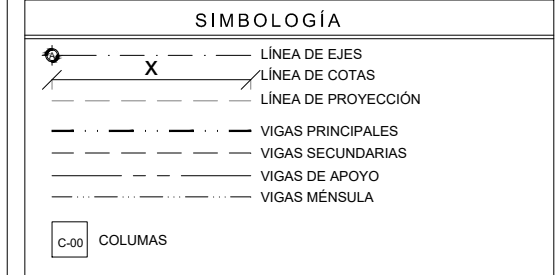 SIMBOLOGÍA
A LÍNEA DE EJES
X LÍNEA DE COTAS
LÍNEA DE PROYECCIÓN
VIGAS PRINCIPALES
VIGAS SECUNDARIAS
VIGAS DE APOYO
VIGAS MÉNSULA
C-00 COLUMAS